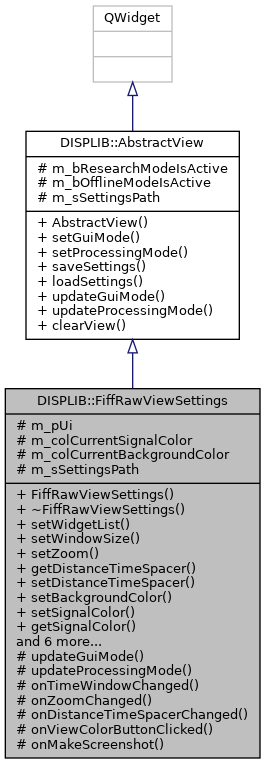 QWidget
DISPLIB::AbstractView
# m_bResearchModeIsActive
# m_bOfflineModeIsActive
# m_sSettingsPath
+ AbstractView()
+ setGuiMode()
+ setProcessingMode()
+ saveSettings()
+ loadSettings()
+ updateGuiMode()
+ updateProcessingMode()
+ clearView()
DISPLIB::FiffRawViewSettings
# m_pUi
# m_colCurrentSignalColor
# m_colCurrentBackgroundColor
# m_sSettingsPath
+ FiffRawViewSettings()
+ ~FiffRawViewSettings()
+ setWidgetList()
+ setWindowSize()
+ setZoom()
+ getDistanceTimeSpacer()
+ setDistanceTimeSpacer()
+ setBackgroundColor()
+ setSignalColor()
+ getSignalColor()
and 6 more...
# updateGuiMode()
# updateProcessingMode()
# onTimeWindowChanged()
# onZoomChanged()
# onDistanceTimeSpacerChanged()
# onViewColorButtonClicked()
# onMakeScreenshot()